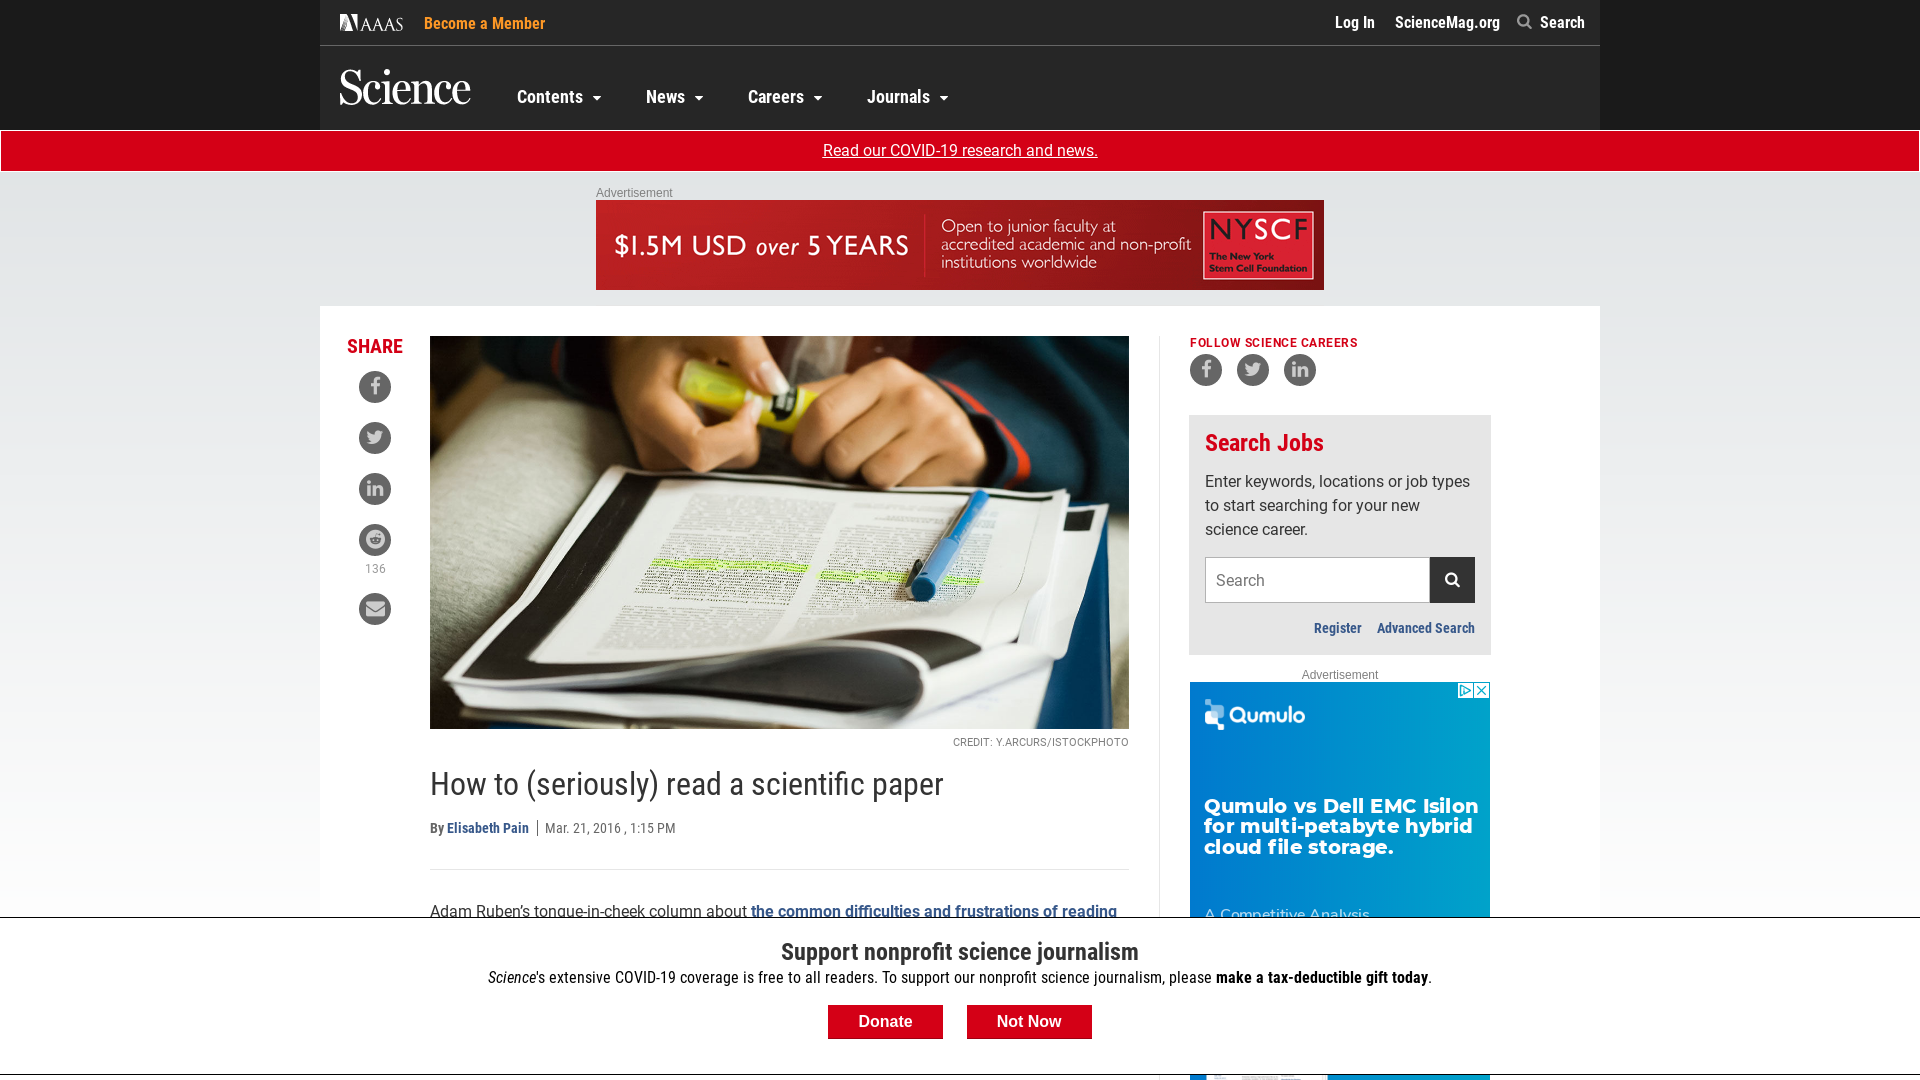 AAAS
Become a Member
Log In
ScienceMag.org
Search
Science
Contents
News
Careers
Journals
Read our COVID-19 research and news.
Advertisement
$1.5M USD over 5 YEARS
Open to junior faculty at
accredited academic and non-profit
institutions worldwide
NYSCF
The New York
Stem Cell Foundation
SHARE
136
CREDIT: Y.ARCURS/ISTOCKPHOTO
How to (seriously) read a scientific paper
By Elisabeth Pain
Mar. 21, 2016 , 1:15 PM
Adam Ruben’s tongue-in-cheek column about the common difficulties and frustrations of reading
FOLLOW SCIENCE CAREERS
Search Jobs
Enter keywords, locations or job types
to start searching for your new
science career.
Search
Register
Advanced Search
Advertisement
Qumulo
Qumulo vs Dell EMC Isilon
for multi-petabyte hybrid
cloud file storage.
A Competitive Analysis
Support nonprofit science journalism
Science's extensive COVID-19 coverage is free to all readers. To support our nonprofit science journalism, please make a tax-deductible gift today.
Donate
Not Now